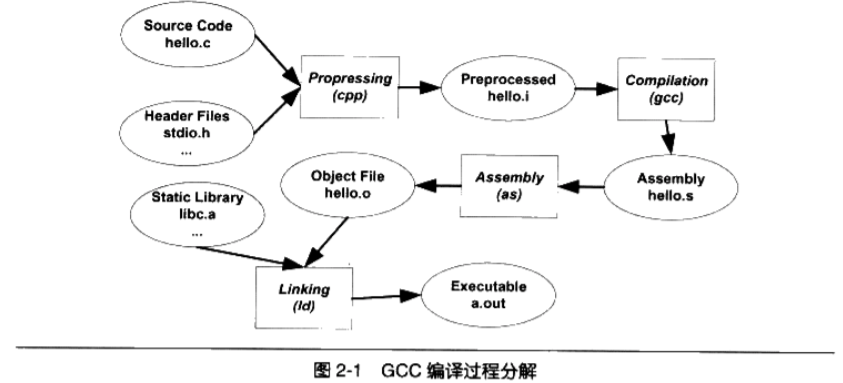 Source Code
hello.c
Propressing
(cpp)
Preprocessed
hello.i
Compilation
(gcc)
Header Files
stdio.h
...
Object File
hello.o
Assembly
(as)
Assembly
hello.s
Static Library
libc.a
...
Linking
(ld)
Executable
a.out
图 2-1 GCC 编译过程分解